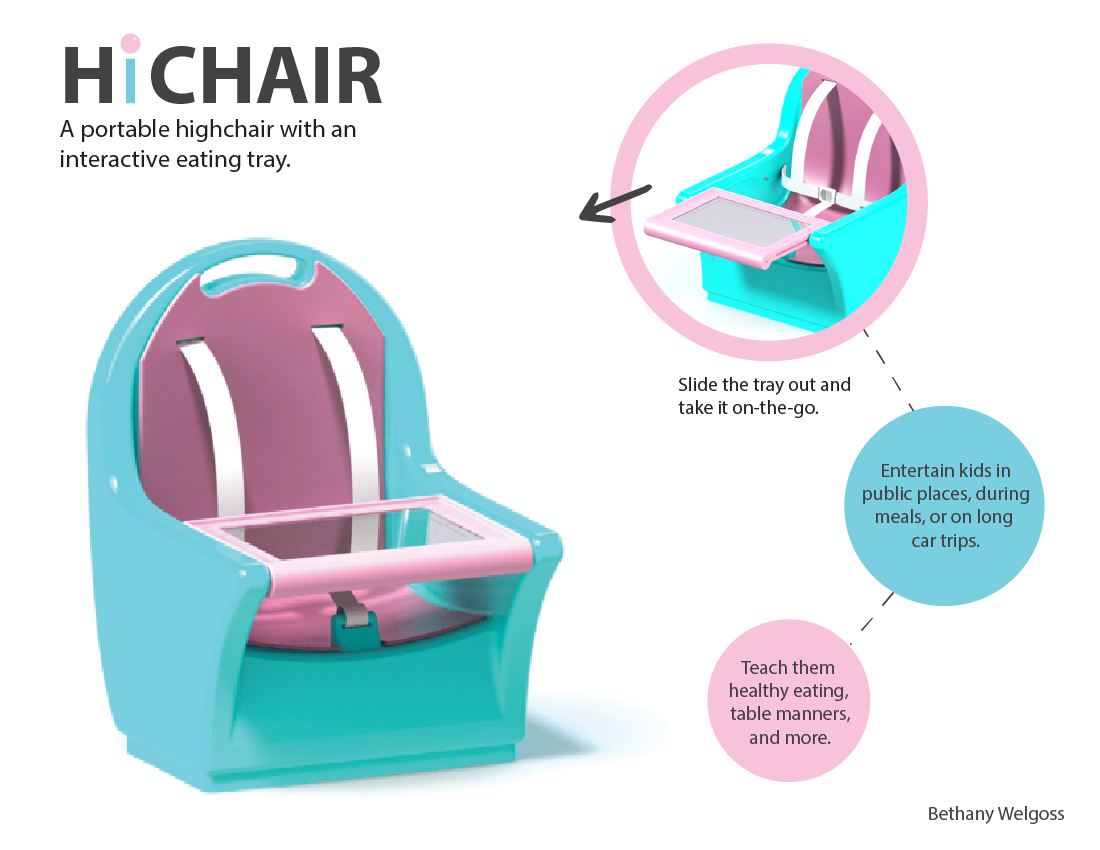 HiCHAIR
A portable highchair with an
interactive eating tray.
Slide the tray out and
take it on-the-go.
Entertain kids in
public places, during
meals, or on long
car trips.
Teach them
healthy eating,
table manners,
and more.
Bethany Welgoss